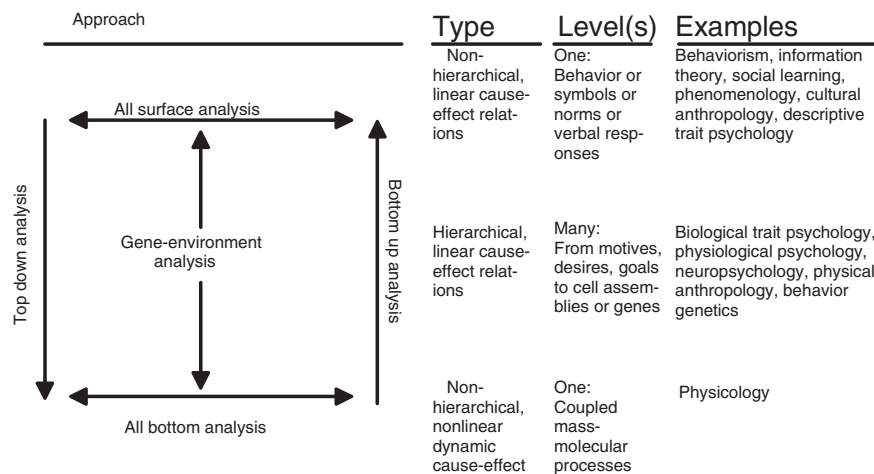 Approach
Type
Level(s)
Examples
Non-
hierarchical,
linear cause-
effect relat-
ions
One:
Behavior or
symbols or
norms or
verbal resp-
onses
Behaviorism, information
theory, social learning,
phenomenology, cultural
anthropology, descriptive
trait psychology
All surface analysis
Top down analysis
Gene-environment
analysis
Bottom up analysis
Hierarchical,
linear cause-
effect relat-
ions
Many:
From motives,
desires, goals
to cell assem-
blies or genes
Biological trait psychology,
physiological psychology,
neuropsychology, physical
anthropology, behavior
genetics
All bottom analysis
Non-
hierarchical,
nonlinear
dynamic
cause-effect
One:
Coupled
mass-
molecular
processes
Physicology